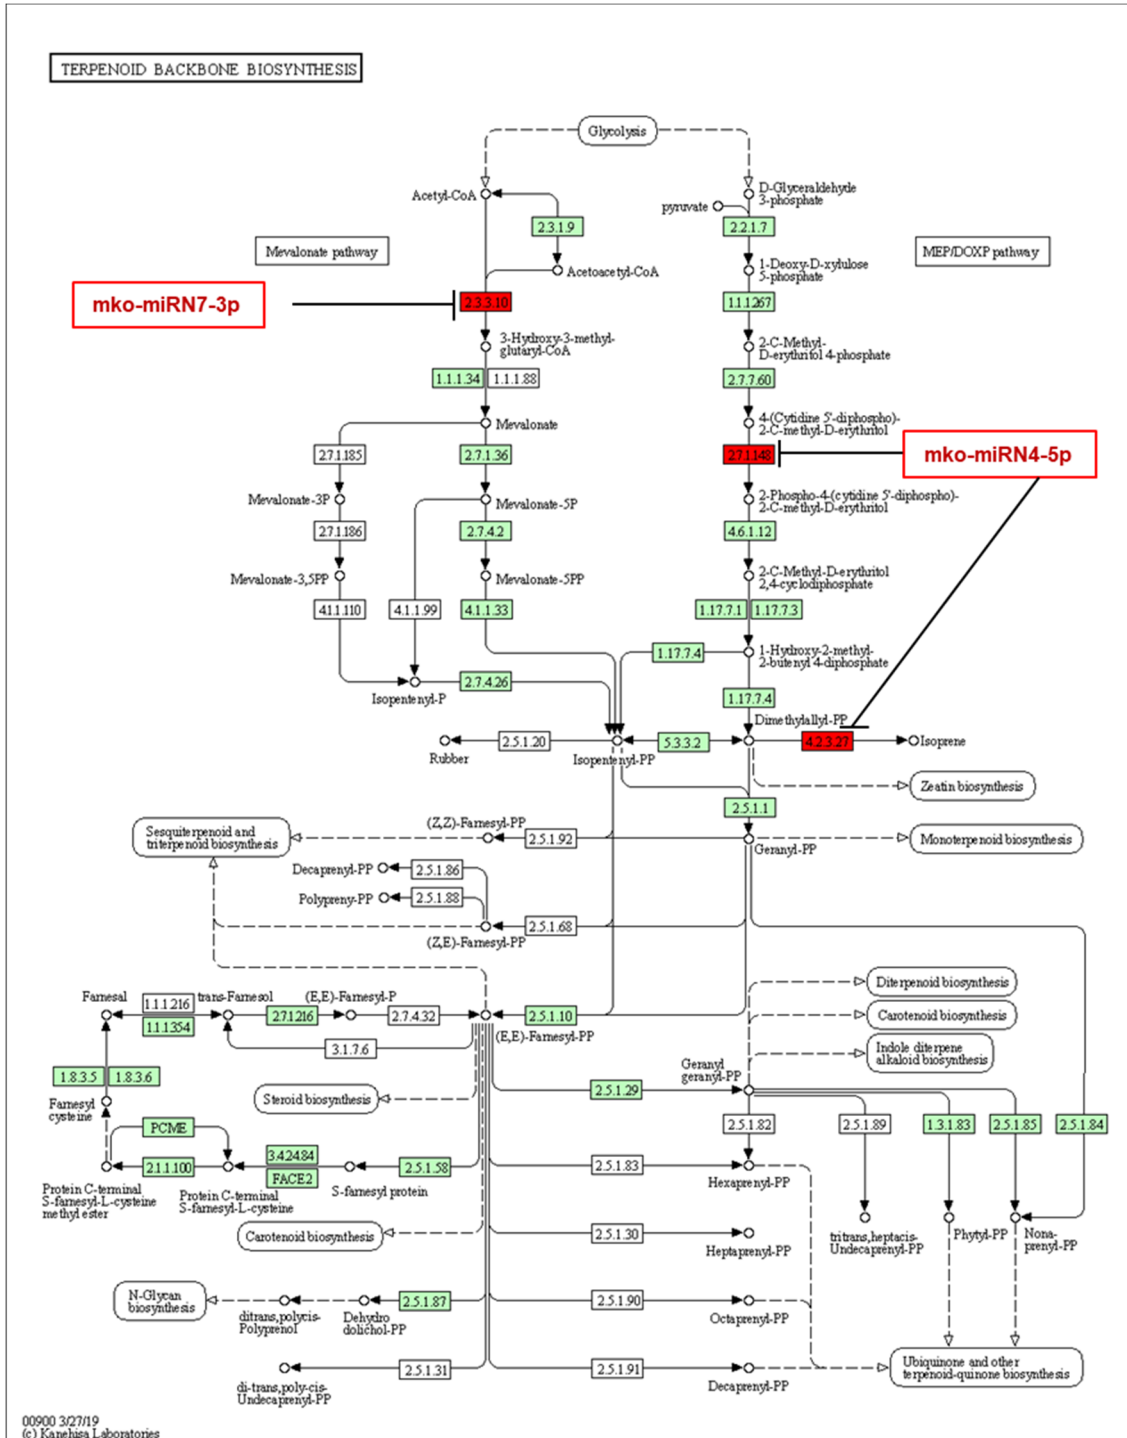 TERPENOID BACKBONE BIOSYNTHESIS
Glycolysis
Acetyl-CoA
D-Glyceraldehyde
3-phosphate
pyruvate
2.3.1.9
2.2.1.7
Mevalonate pathway
MEP/DOXP pathway
Acetoacetyl-CoA
1-Deoxy-D-xylulose
5-phosphate
mko-miRN7-3p
2.3.3.10
1.1.1.267
3-Hydroxy-3-methyl-
glutaryl-CoA
2-C-Methyl-
D-erythritol 4-phosphate
1.1.1.34
1.1.1.88
2.7.7.60
Mevalonate
4-(Cytidine 5'-diphospho)-
2-C-methyl-D-erythritol
2.7.1.185
2.7.1.36
2.7.1.148
mko-miRN4-5p
Mevalonate-3P
Mevalonate-5P
2-Phospho-4-(cytidine 5'-diphospho)-
2-C-methyl-D-erythritol
2.7.1.186
2.7.4.2
4.6.1.12
Mevalonate-3,5PP
Mevalonate-5PP
2-C-Methyl-D-erythritol
2,4-cyclodiphosphate
4.1.1.110
4.1.1.99
4.1.1.33
1.17.7.1
1.17.7.3
1.17.7.4
1-Hydroxy-2-methyl-
2-butenyl 4-diphosphate
Isopentenyl-P
2.7.4.26
1.17.7.4
Dimethylallyl-PP
Rubber
2.5.1.20
Isopentenyl-PP
5.3.3.2
4.2.3.27
Isoprene
Zeatin biosynthesis
2.5.1.1
Sesquiterpenoid and
triterpenoid biosynthesis
(Z,Z)-Farnesyl-PP
2.5.1.92
Geranyl-PP
Monoterpenoid biosynthesis
Decaprenyl-PP
2.5.1.86
Polypreny-PP
2.5.1.88
(Z,E)-Farnesyl-PP
2.5.1.68
Diterpenoid biosynthesis
Farnesal
1.1.1.216
trans-Farnesol
(E,E)-Farnesyl-P
1.1.1.354
2.7.1.216
2.7.4.32
(E,E)-Farnesyl-PP
2.5.1.10
Carotenoid biosynthesis
3.1.7.6
Indole diterpene
alkaloid biosynthesis
1.8.3.5
1.8.3.6
Geranyl
geranyl-PP
Farnesyl
cysteine
Steroid biosynthesis
2.5.1.29
PCME
2.5.1.82
2.5.1.89
1.3.1.83
2.5.1.85
2.5.1.84
2.1.1.100
3.4.24.84
FACE2
2.5.1.58
2.5.1.83
Hexaprenyl-PP
Protein C-terminal
S-farnesyl-L-cysteine
methyl ester
Protein C-terminal
S-farnesyl-L-cysteine
S-farnesyl protein
Carotenoid biosynthesis
2.5.1.30
Heptaprenyl-PP
tritrans,heptacis-
Undecaprenyl-PP
Phytyl-PP
Nona-
prenyl-PP
N-Glycan
biosynthesis
ditrans,polycis-
Polyprenol
Dehydro
dolichol-PP
2.5.1.87
2.5.1.90
Octaprenyl-PP
di-trans,poly-cis-
Undecaprenyl-PP
2.5.1.31
2.5.1.91
Decaprenyl-PP
Ubiquinone and other
terpenoid-quinone biosynthesis
00900 3/27/19
(c) Kanehisa Laboratories